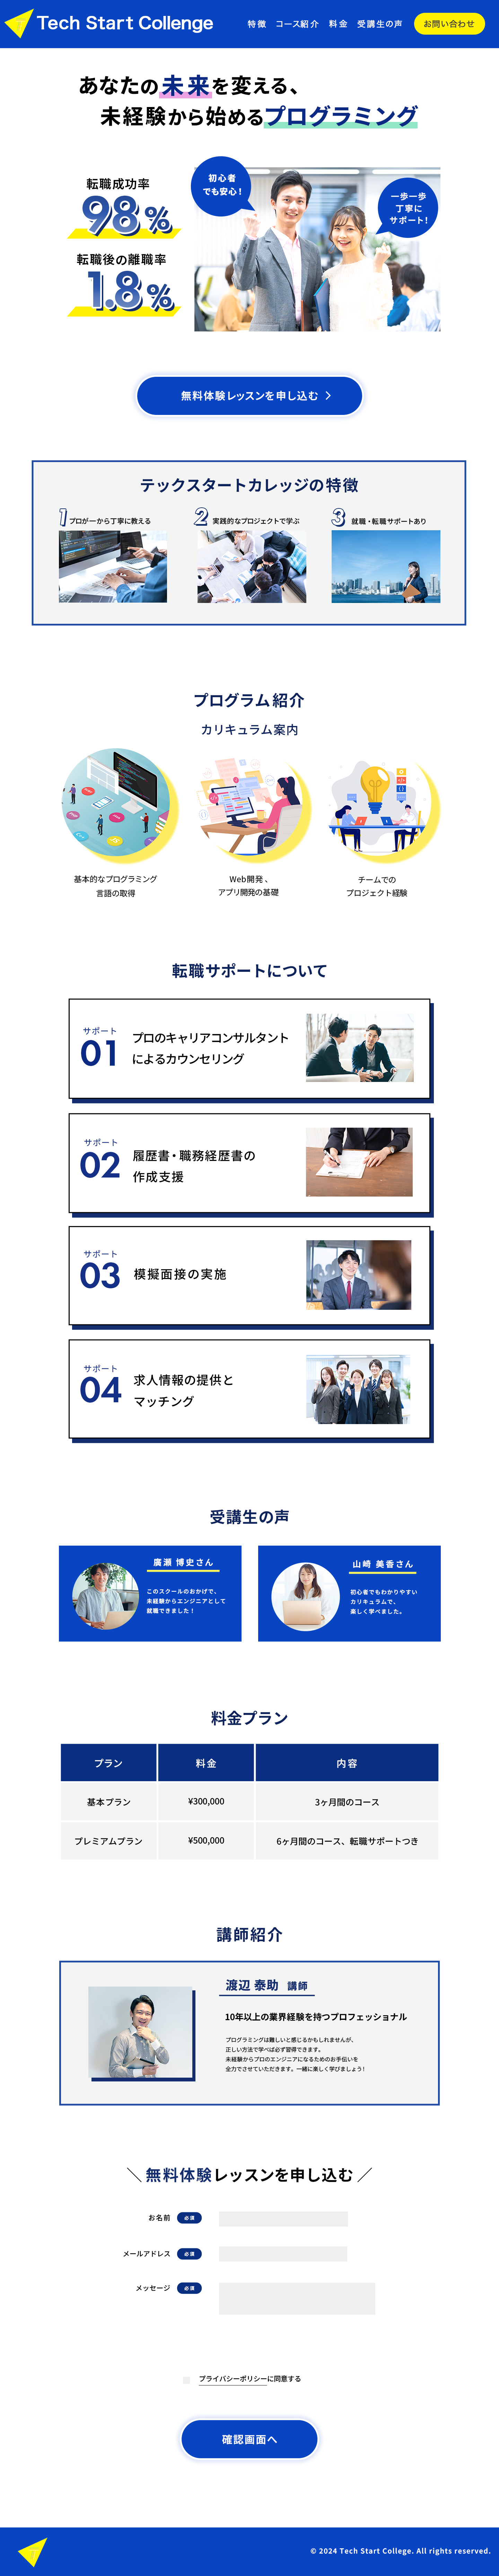 Tech Start Collenge
特徴 コース紹介 料金 受講生の声 お問い合わせ
あなたの未来を変える、
未経験から始めるプログラミング
転職成功率
98%
転職後の離職率
1.8%
初心者
でも安心！
一歩一歩
丁寧に
サポート！
無料体験レッスンを申し込む
テックスタートカレッジの特徴
1 プロが一から丁寧に教える
2 実践的なプロジェクトで学ぶ
3 就職・転職サポートあり
プログラム紹介
カリキュラム案内
基本的なプログラミング
言語の取得
Web開発、
アプリ開発の基礎
チームでの
プロジェクト経験
転職サポートについて
サポート
01
プロのキャリアコンサルタント
によるカウンセリング
サポート
02
履歴書・職務経歴書の
作成支援
サポート
03
模擬面接の実施
サポート
04
求人情報の提供と
マッチング
受講生の声
廣瀬 博史さん
このスクールのおかげで、
未経験からエンジニアとして
就職できました！
山崎 美香さん
初心者でもわかりやすい
カリキュラムで、
楽しく学べました。
料金プラン
プラン 料金 内容
基本プラン ¥300,000 3ヶ月間のコース
プレミアムプラン ¥500,000 6ヶ月間のコース、転職サポートつき
講師紹介
渡辺 泰助 講師
10年以上の業界経験を持つプロフェッショナル
プログラミングは難しいと感じるかもしれませんが、
正しい方法で学べば必ず習得できます。
未経験からプロのエンジニアになるためのお手伝いを
全力でさせていただきます。一緒に楽しく学びましょう！
＼無料体験レッスンを申し込む／
お名前 必須
メールアドレス 必須
メッセージ 必須
プライバシーポリシーに同意する
確認画面へ
© 2024 Tech Start College. All rights reserved.